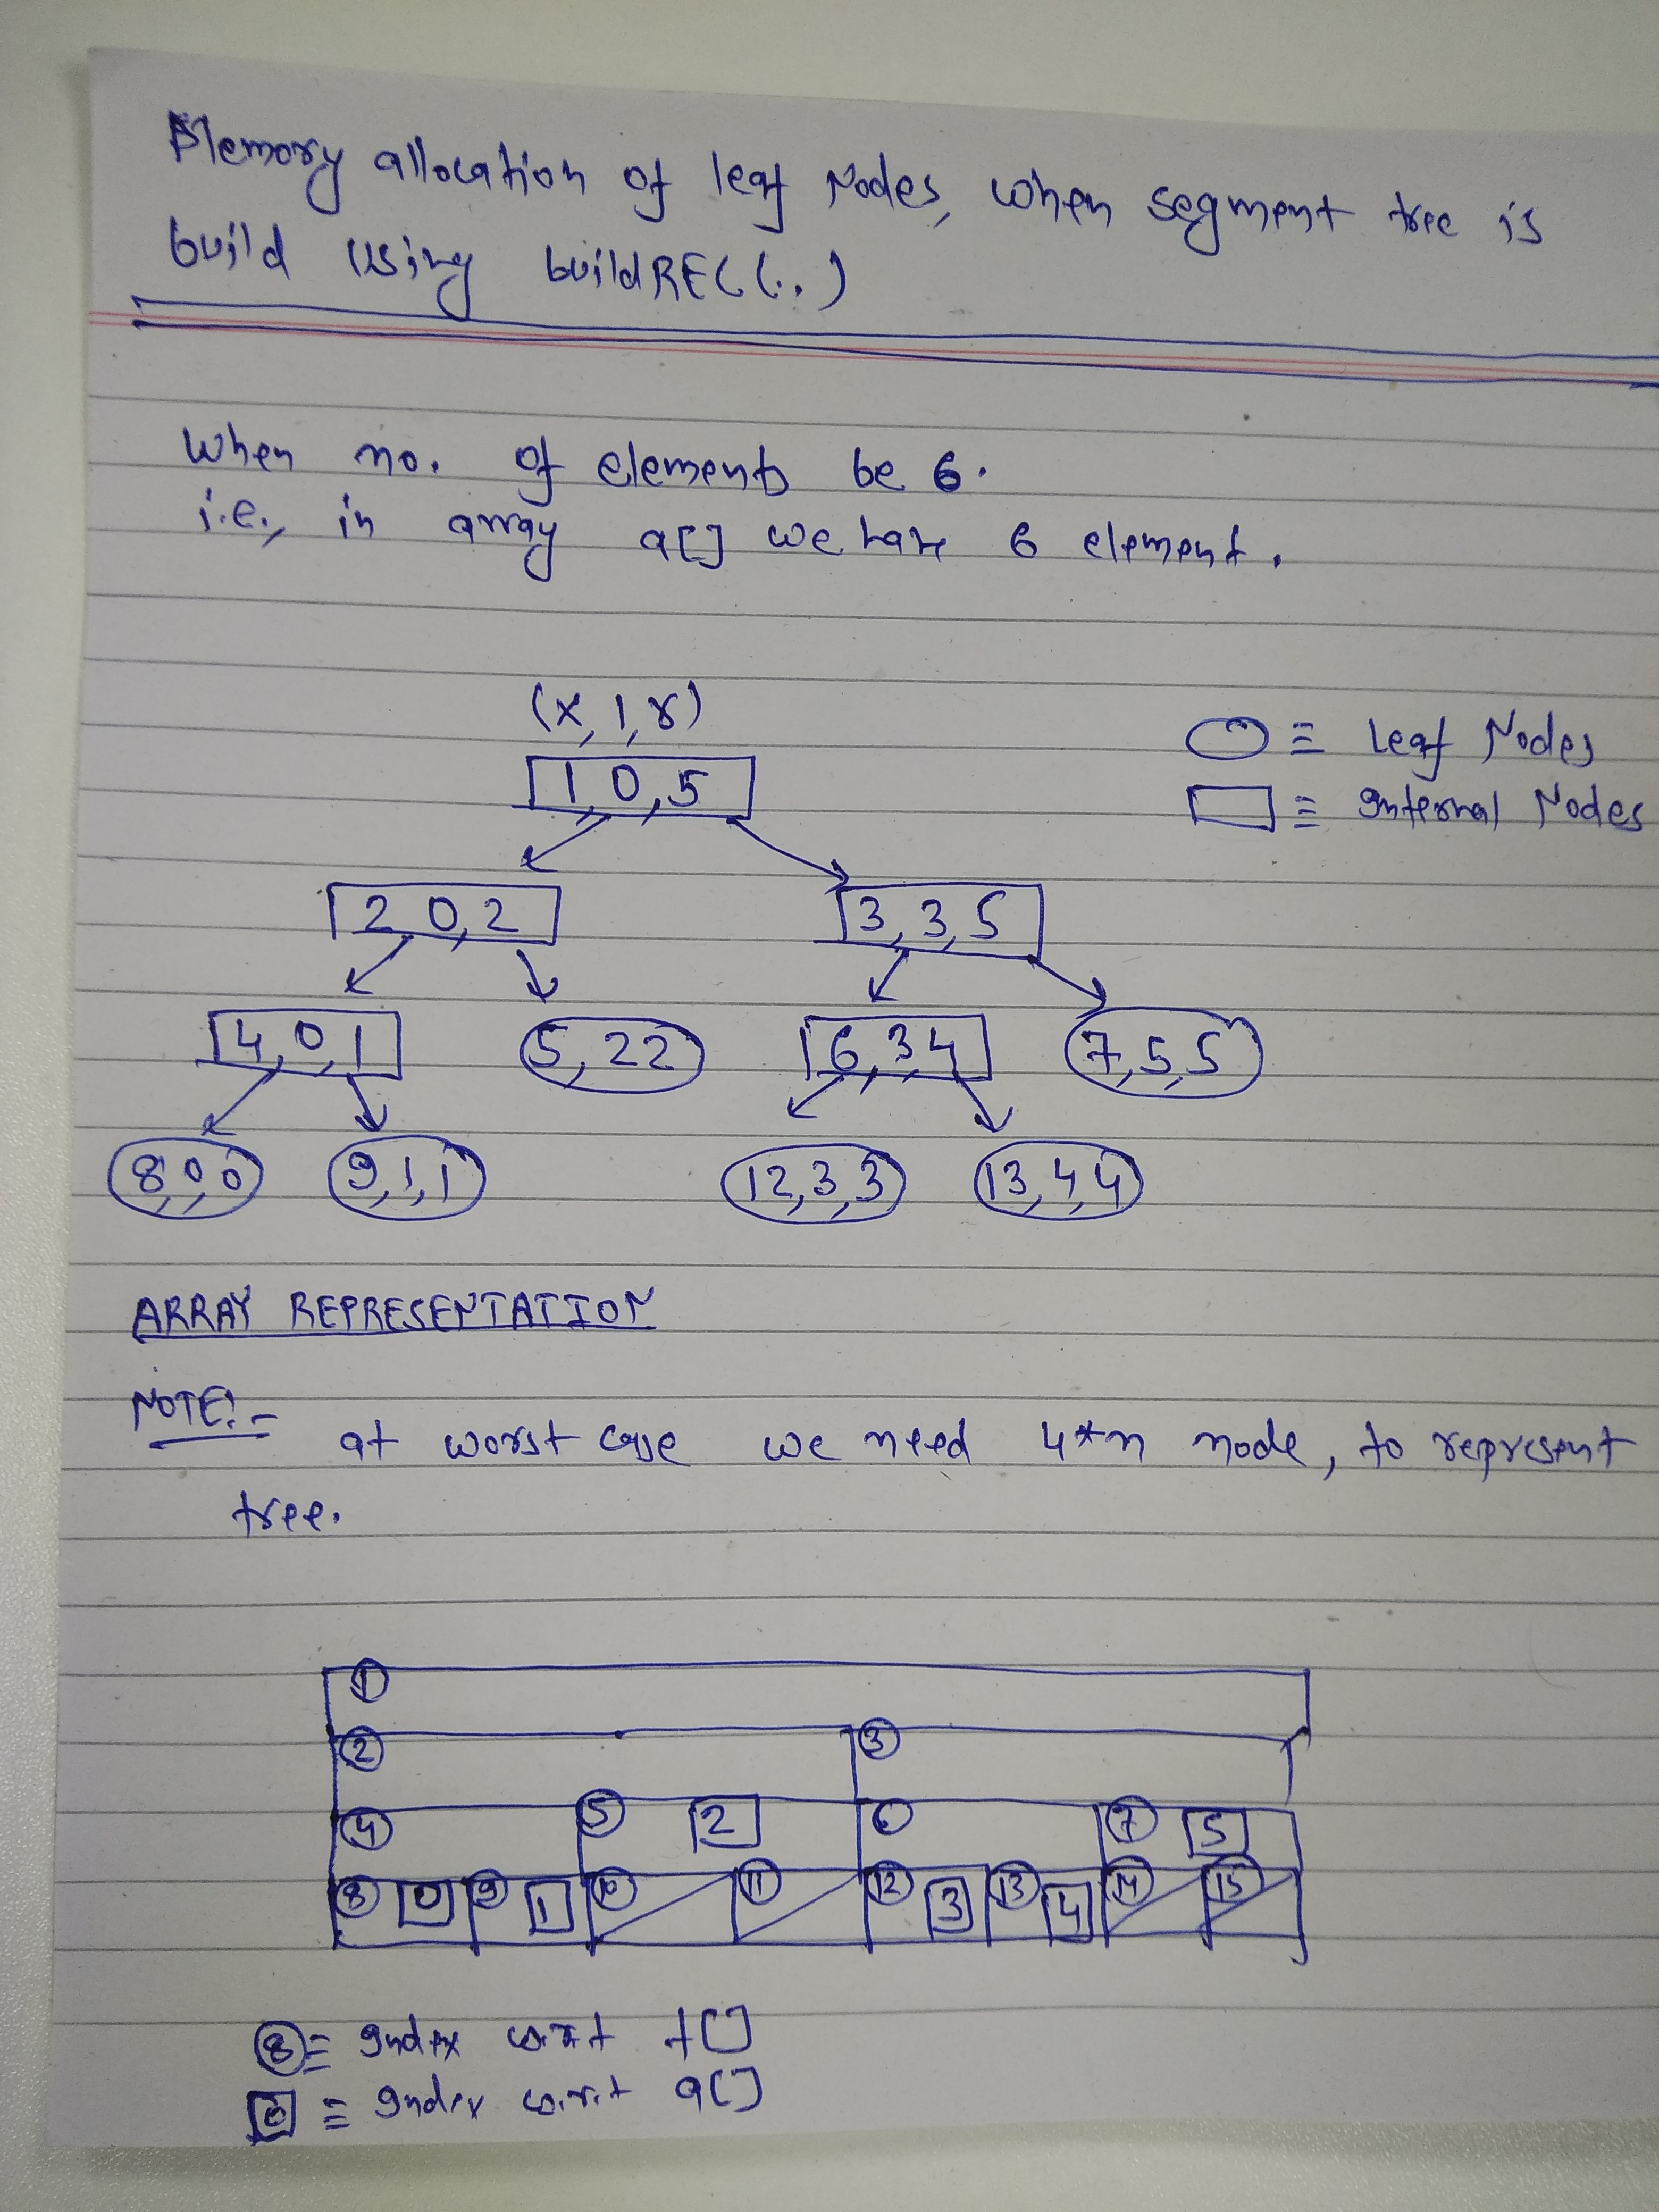 Memory allocation of leaf Nodes, when segment tree is
build using buildREC(..)
When no. of elements be 6.
i.e., in array a[] we have 6 element.
(x,l,r)
= Leaf Nodes
1,0,5
= Internal Nodes
2,0,2 3,3,5
4,0,1 5,22 6,3,4 7,5,5
8,0,0 9,1,1 12,3,3 13,4,4
ARRAY REPRESENTATION
NOTE:- at worst case we need 4*n node, to represent
tree.
1
2 3
4 5 2 6 7 5
8 0 9 1 10 11 12 3 13 4 14 15
8 = Index w.r.t t[]
= Index w.r.t a[]